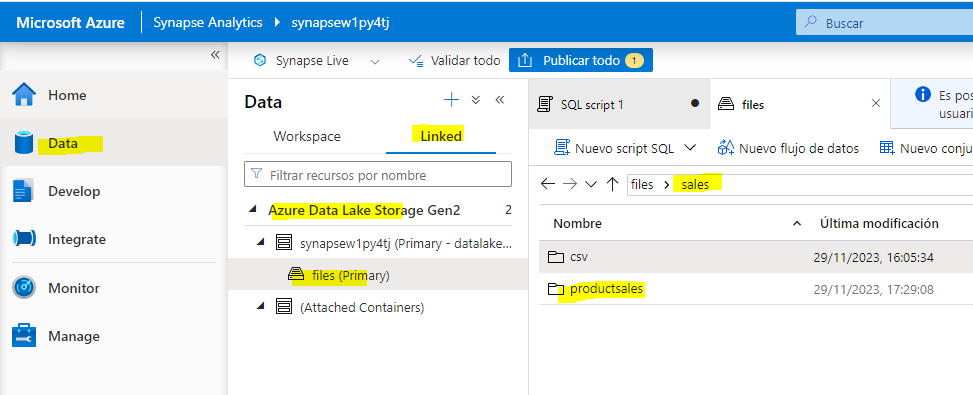 Microsoft Azure | Synapse Analytics > synapsew1py4tj
Buscar
«
Home
Data
Develop
Integrate
Monitor
Manage
Synapse Live
Validar todo
Publicar todo 1
Data
Workspace
Linked
Filtrar recursos por nombre
Azure Data Lake Storage Gen2 2
synapsew1py4tj (Primary - datalake...
files (Primary)
(Attached Containers)
SQL script 1
files
Es pos
usuari
Nuevo script SQL
Nuevo flujo de datos
Nuevo conju
files > sales
Nombre
Última modificación
csv 29/11/2023, 16:05:34
productsales 29/11/2023, 17:29:08